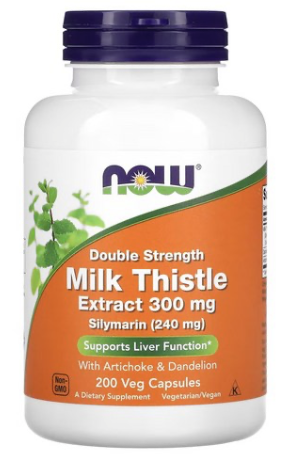 NOW
Double Strength
Milk Thistle
Extract 300 mg
Silymarin (240 mg)
Supports Liver Function*
With Artichoke & Dandelion
Non-
GMO
200 Veg Capsules
A Dietary Supplement Vegetarian/Vegan
K